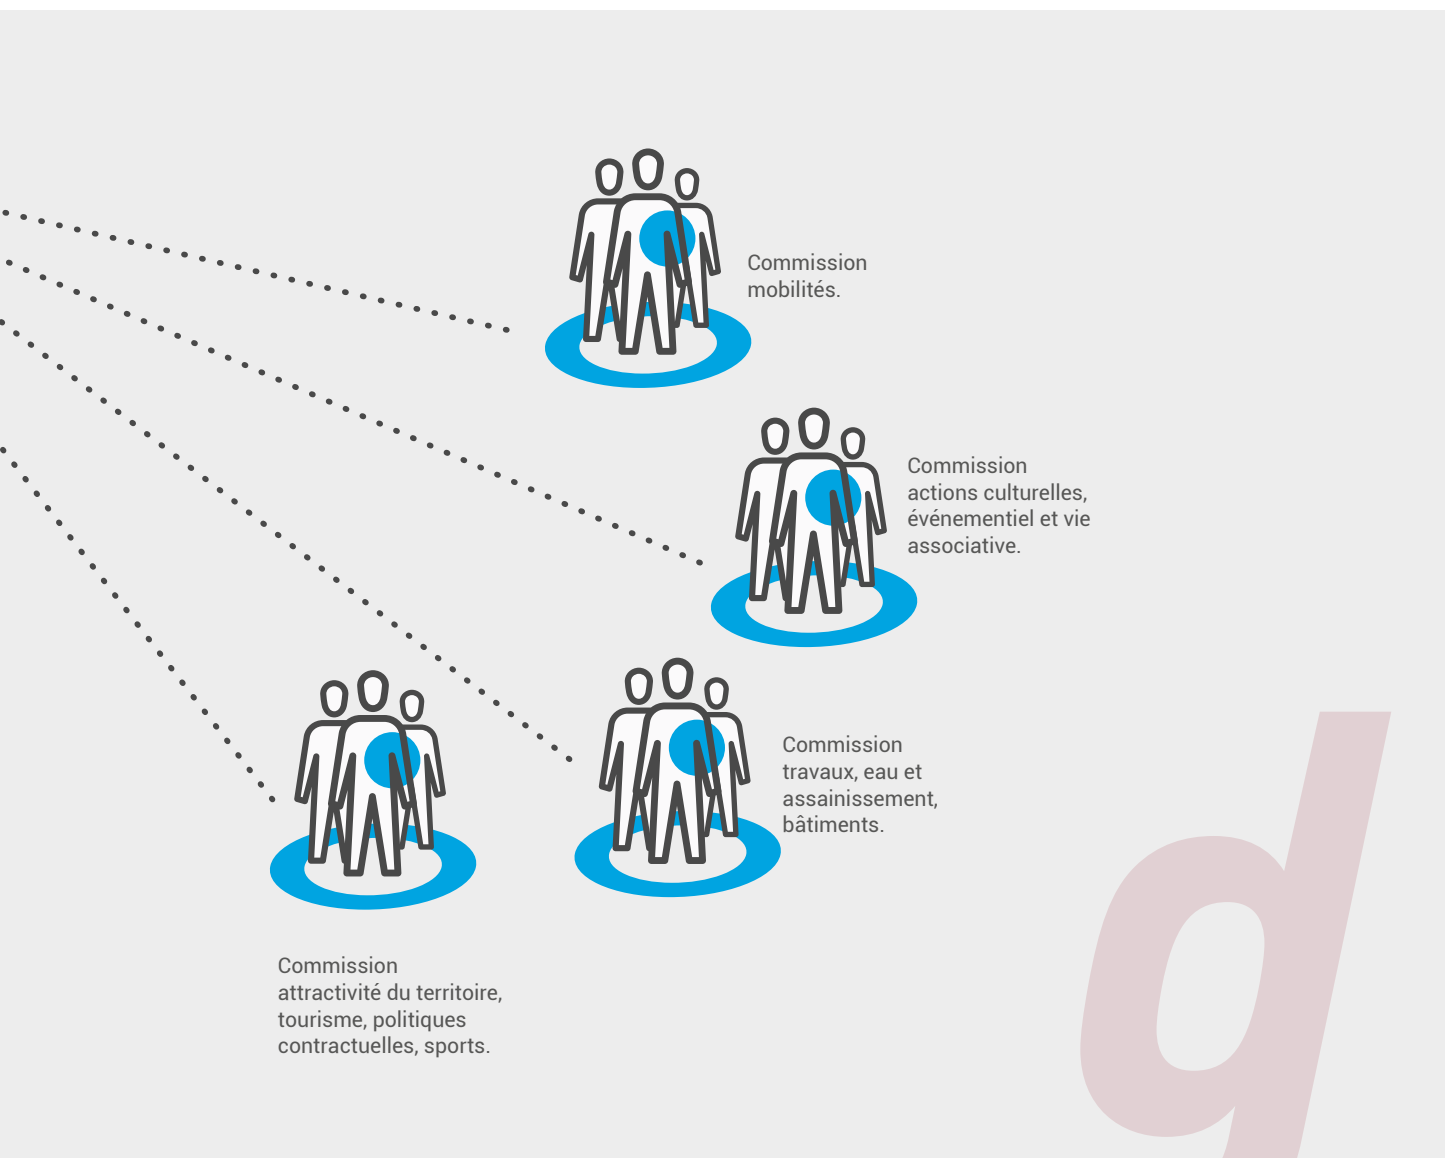 Commission
mobilités.
Commission
actions culturelles,
événementiel et vie
associative.
Commission
travaux, eau et
assainissement,
bâtiments.
Commission
attractivité du territoire,
tourisme, politiques
contractuelles, sports.
d